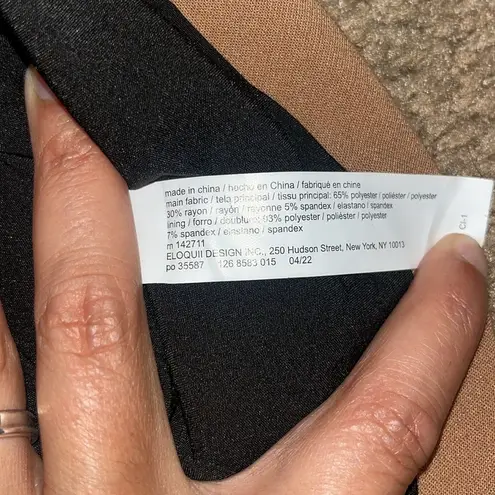 made in china / hecho en China / fabriqué en chine
main fabric / tela principal / tissu principal: 65% polyester / poliéster / polyester
30% rayon / rayón / rayonne 5% spandex / elastano / spandex
lining / forro / doublure: 93% polyester / poliéster / polyester
7% spandex / elastano / spandex
m 142711
ELOQUII DESIGN INC., 250 Hudson Street, New York, NY 10013
po 35587 126 8583 015 04/22
CJ-1